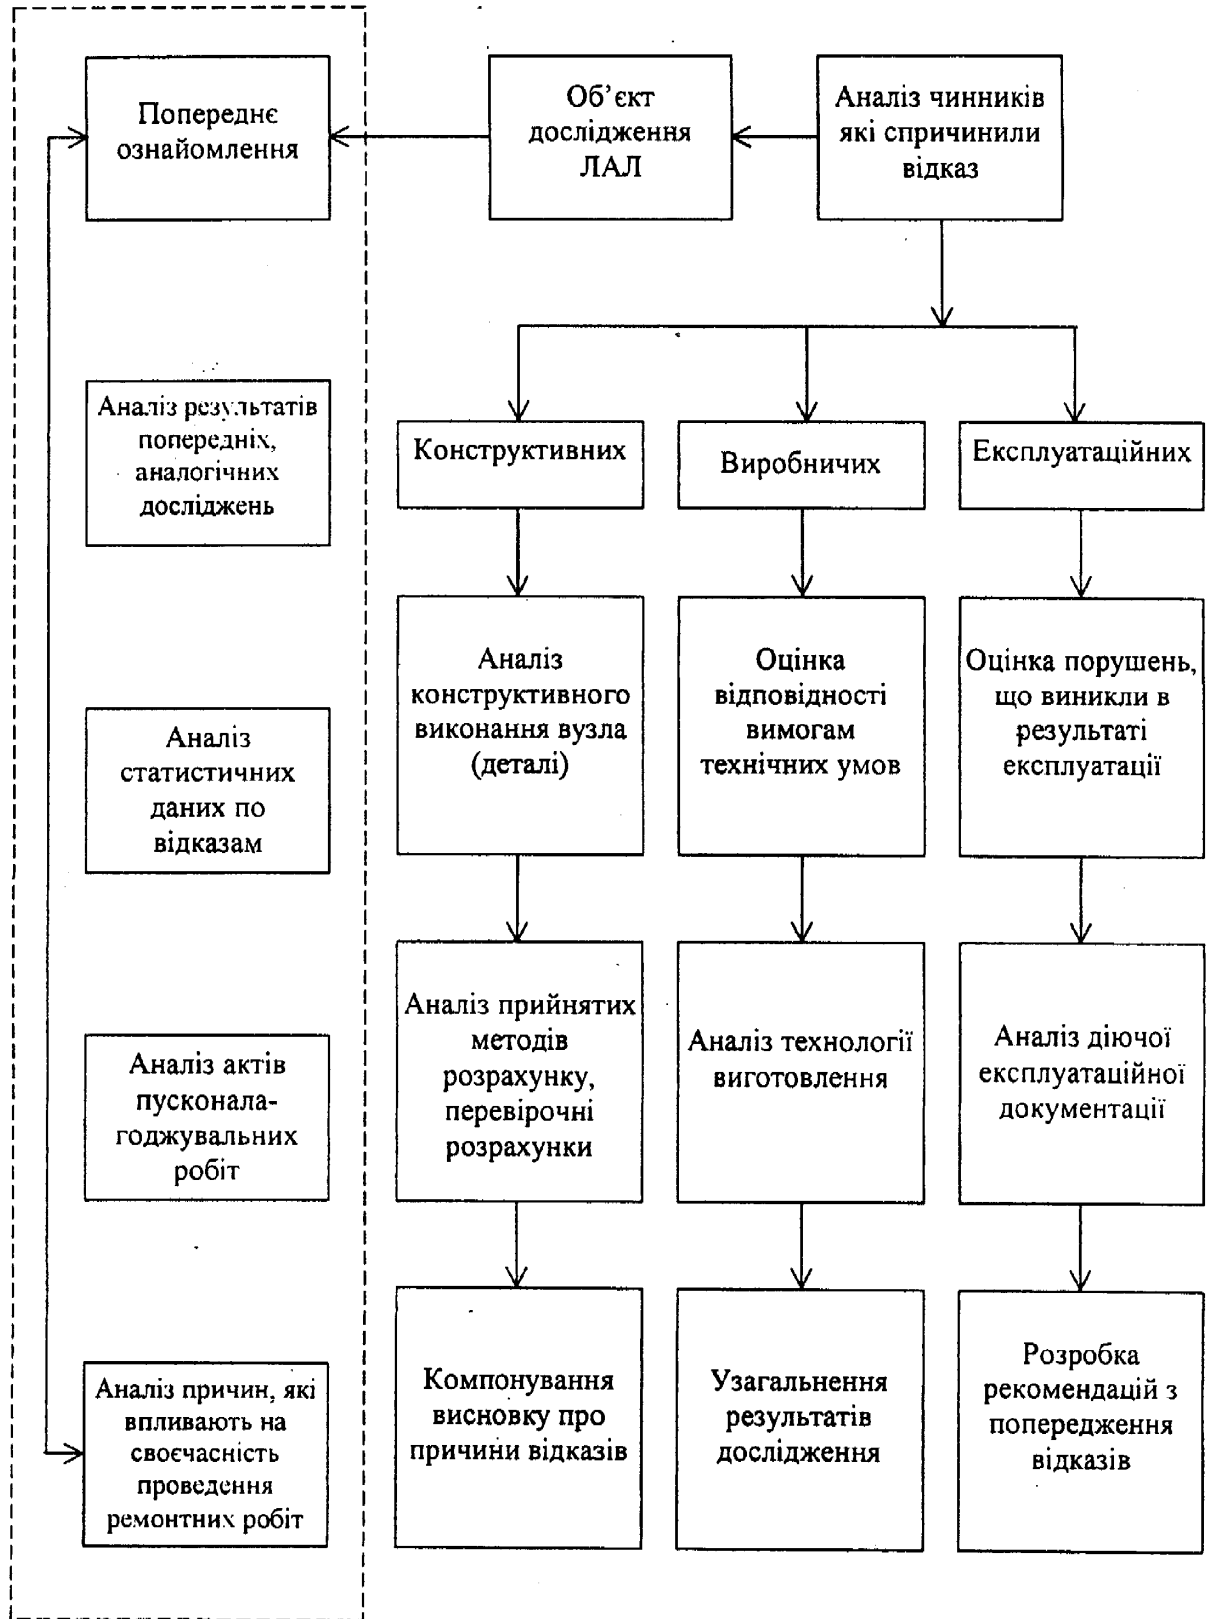 Попереднє
ознайомлення
Об’єкт
дослідження
ЛАЛ
Аналіз чинників
які спричинили
відказ
Аналіз результатів
попередніх,
аналогічних
досліджень
Конструктивних
Виробничих
Експлуатаційних
Аналіз
статистичних
даних по
відказам
Аналіз
конструктивного
виконання вузла
(деталі)
Оцінка
відповідності
вимогам
технічних умов
Оцінка порушень,
що виникли в
результаті
експлуатації
Аналіз актів
пусконала-
годжувальних
робіт
Аналіз прийнятих
методів
розрахунку,
перевірочні
розрахунки
Аналіз технології
виготовлення
Аналіз діючої
експлуатаційної
документації
Аналіз причин, які
впливають на
своєчасність
проведення
ремонтних робіт
Компонування
висновку про
причини відказів
Узагальнення
результатів
дослідження
Розробка
рекомендацій з
попередження
відказів